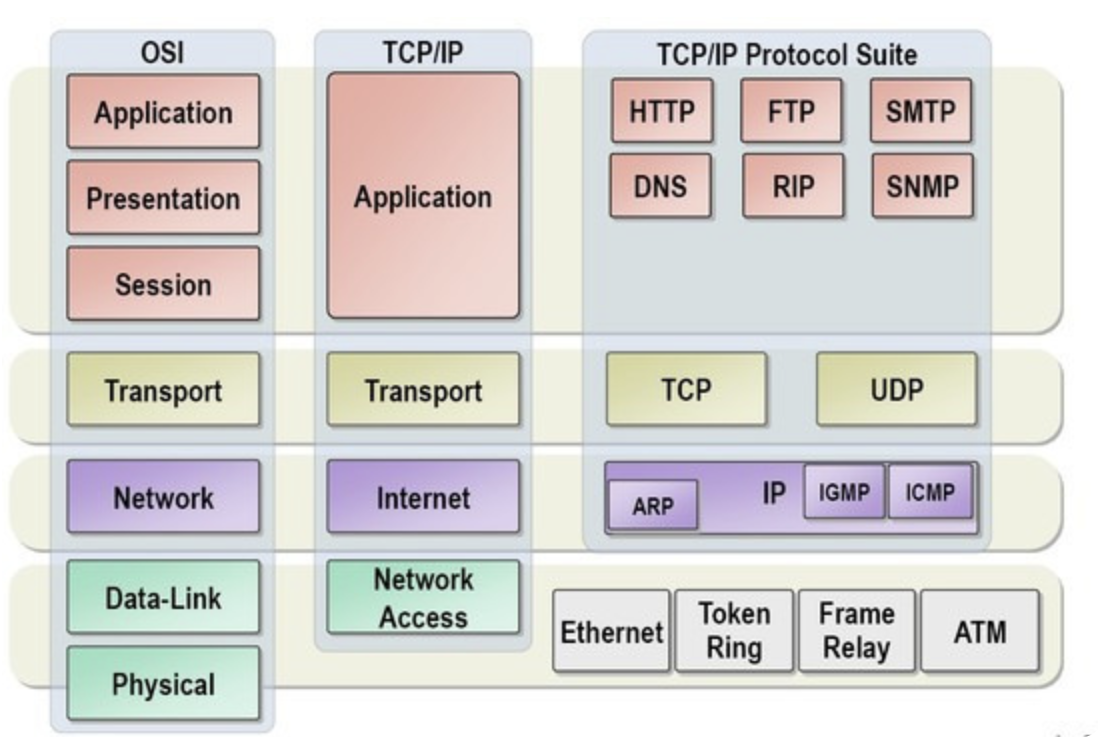 OSI
TCP/IP
TCP/IP Protocol Suite
Application
Presentation
Session
Application
HTTP
FTP
SMTP
DNS
RIP
SNMP
Transport
Transport
TCP
UDP
Network
Internet
ARP
IP
IGMP
ICMP
Data-Link
Physical
Network
Access
Ethernet
Token
Ring
Frame
Relay
ATM